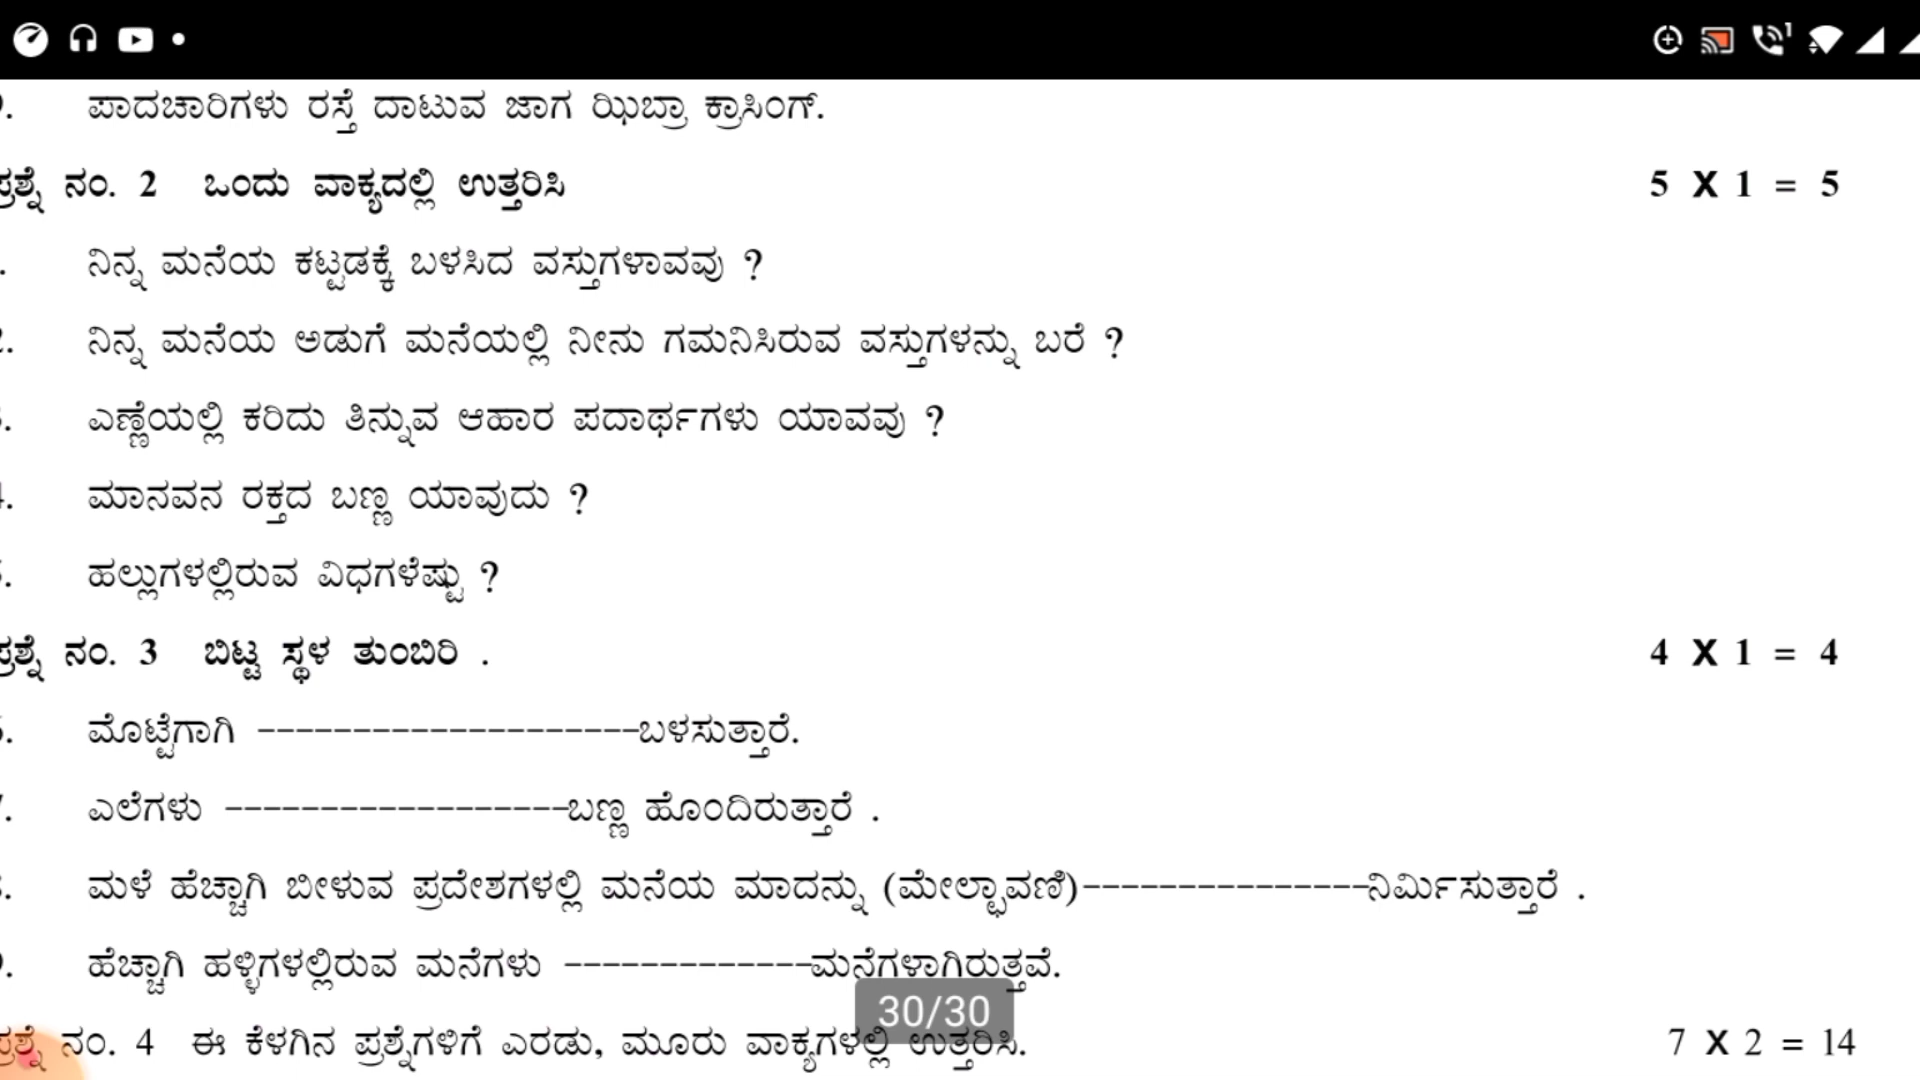 ಪಾದಚಾರಿಗಳು ರಸ್ತೆ ದಾಟುವ ಜಾಗ ಝಿಬ್ರಾ ಕ್ರಾಸಿಂಗ್.
ಪ್ರಶ್ನೆ ನಂ. 2 ಒಂದು ವಾಕ್ಯದಲ್ಲಿ ಉತ್ತರಿಸಿ 5 X 1 = 5
ನಿನ್ನ ಮನೆಯ ಕಟ್ಟಡಕ್ಕೆ ಬಳಸಿದ ವಸ್ತುಗಳಾವವು ?
ನಿನ್ನ ಮನೆಯ ಅಡುಗೆ ಮನೆಯಲ್ಲಿ ನೀನು ಗಮನಿಸಿರುವ ವಸ್ತುಗಳನ್ನು ಬರೆ ?
ಎಣ್ಣೆಯಲ್ಲಿ ಕರಿದು ತಿನ್ನುವ ಆಹಾರ ಪದಾರ್ಥಗಳು ಯಾವವು ?
ಮಾನವನ ರಕ್ತದ ಬಣ್ಣ ಯಾವುದು ?
ಹಲ್ಲುಗಳಲ್ಲಿರುವ ವಿಧಗಳೆಷ್ಟು ?
ಪ್ರಶ್ನೆ ನಂ. 3 ಬಿಟ್ಟ ಸ್ಥಳ ತುಂಬಿರಿ . 4 X 1 = 4
ಮೊಟ್ಟೆಗಾಗಿ --------------------ಬಳಸುತ್ತಾರೆ.
ಎಲೆಗಳು ------------------ಬಣ್ಣ ಹೊಂದಿರುತ್ತಾರೆ .
ಮಳೆ ಹೆಚ್ಚಾಗಿ ಬೀಳುವ ಪ್ರದೇಶಗಳಲ್ಲಿ ಮನೆಯ ಮಾದನ್ನು (ಮೇಲ್ಛಾವಣಿ)---------------ನಿರ್ಮಿಸುತ್ತಾರೆ .
ಹೆಚ್ಚಾಗಿ ಹಳ್ಳಿಗಳಲ್ಲಿರುವ ಮನೆಗಳು -------------ಮನೆಗಳಾಗಿರುತ್ತವೆ.
30/30
ಪ್ರಶ್ನೆ ನಂ. 4 ಈ ಕೆಳಗಿನ ಪ್ರಶ್ನೆಗಳಿಗೆ ಎರಡು, ಮೂರು ವಾಕ್ಯಗಳಲ್ಲಿ ಉತ್ತರಿಸಿ. 7 X 2 = 14